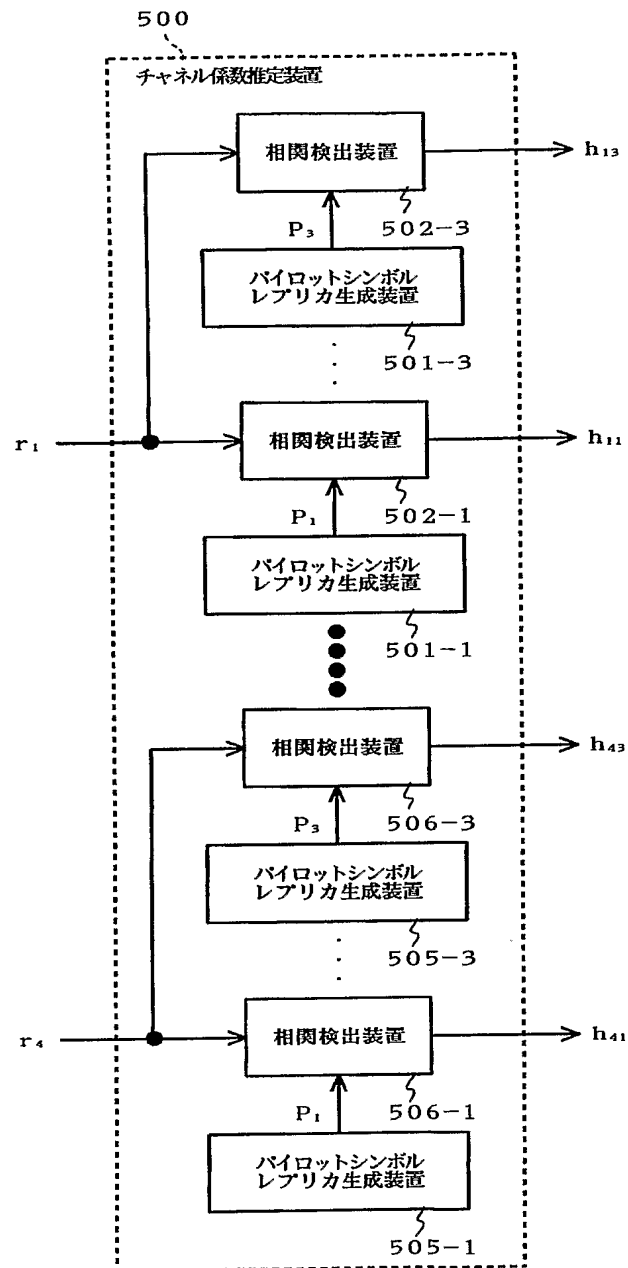 500
チャネル係数推定装置
相関検出装置
h₁₃
502-3
P₃
パイロットシンボル
レプリカ生成装置
501-3
r₁
相関検出装置
h₁₁
502-1
P₁
パイロットシンボル
レプリカ生成装置
501-1
相関検出装置
h₄₃
506-3
P₃
パイロットシンボル
レプリカ生成装置
505-3
r₄
相関検出装置
h₄₁
506-1
P₁
パイロットシンボル
レプリカ生成装置
505-1